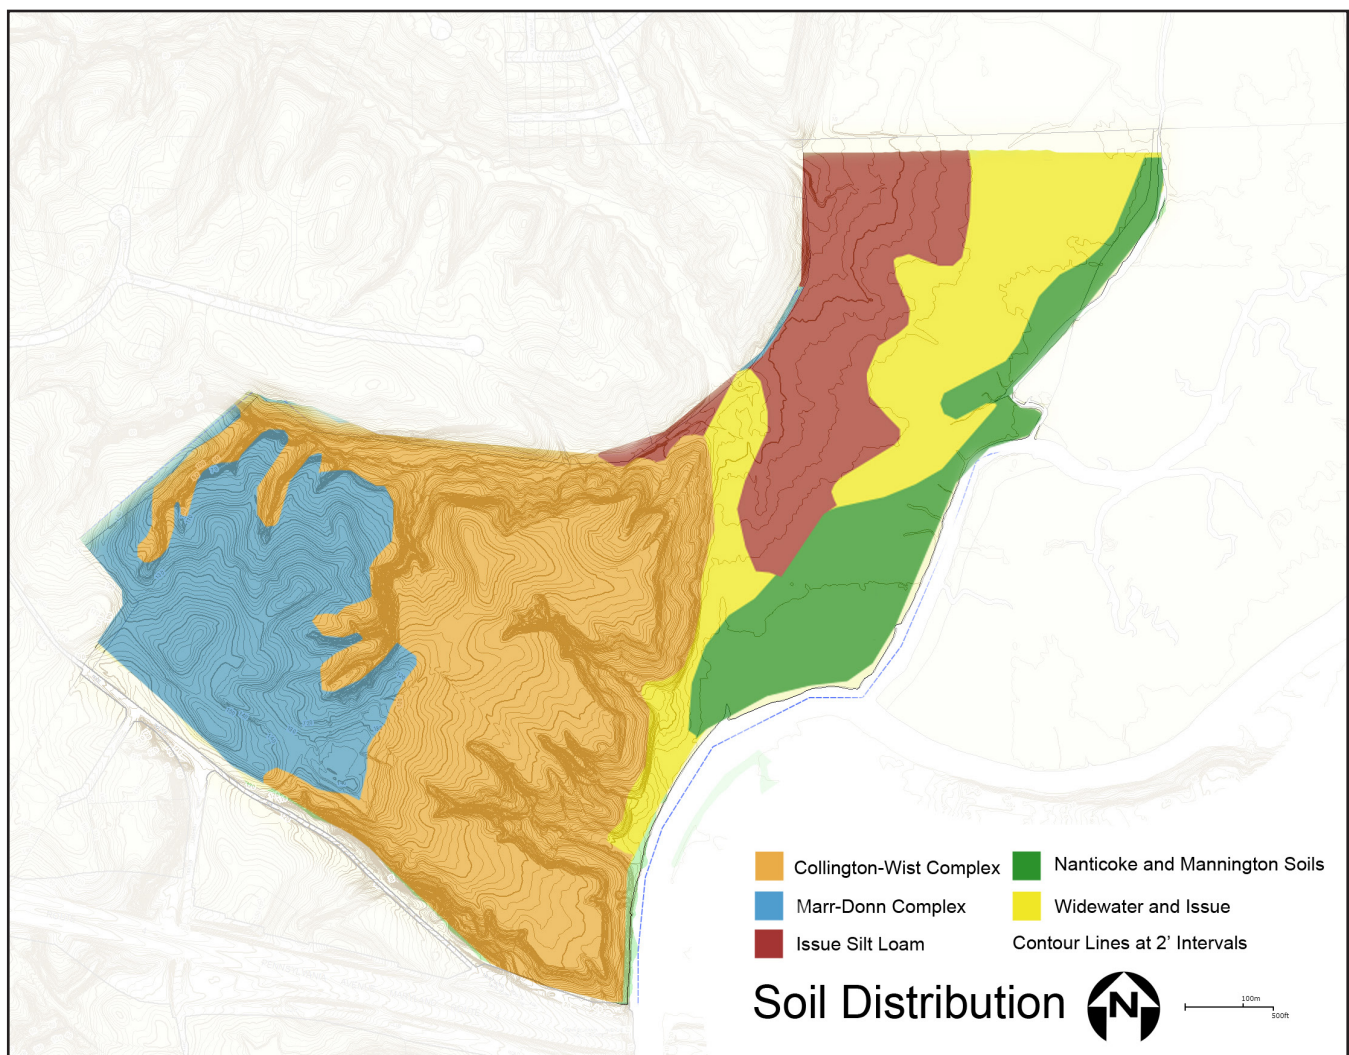 Collington-Wist Complex
Marr-Donn Complex
Issue Silt Loam
Nanticoke and Mannington Soils
Widewater and Issue
Contour Lines at 2' Intervals
Soil Distribution
N
100m
500ft